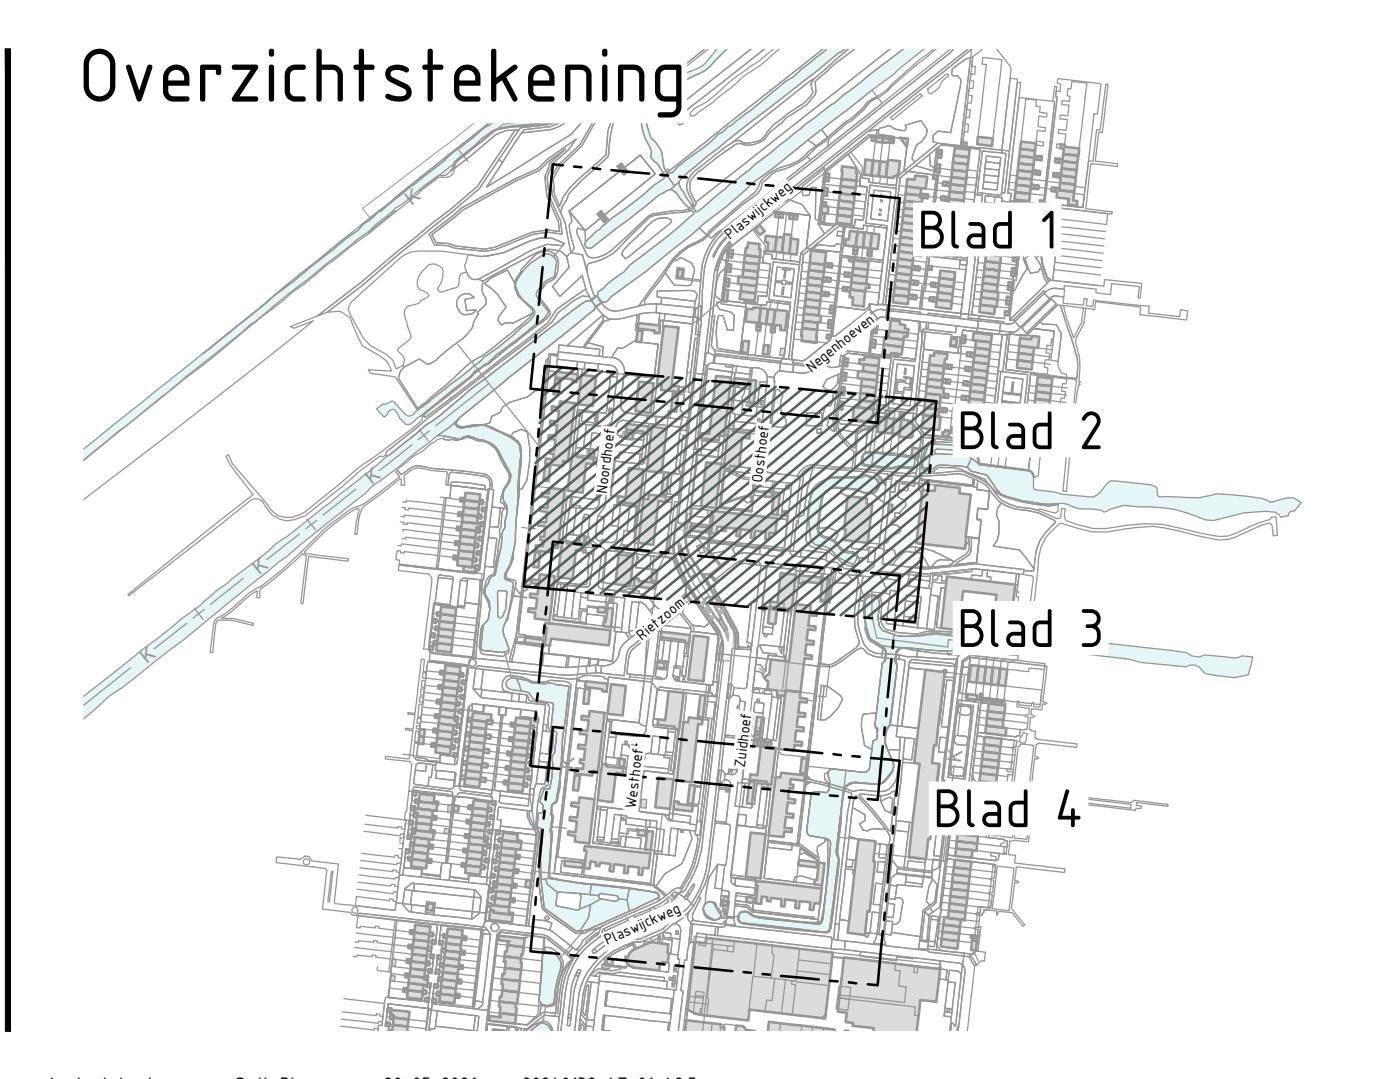 Overzichtstekening
Plaswijckweg
Blad 1
Negenhoeven
Blad 2
Noordhoef
Oosthoef
Rietzoom
Blad 3
Zuidhoef
Westhoef
Blad 4
Plaswijckweg